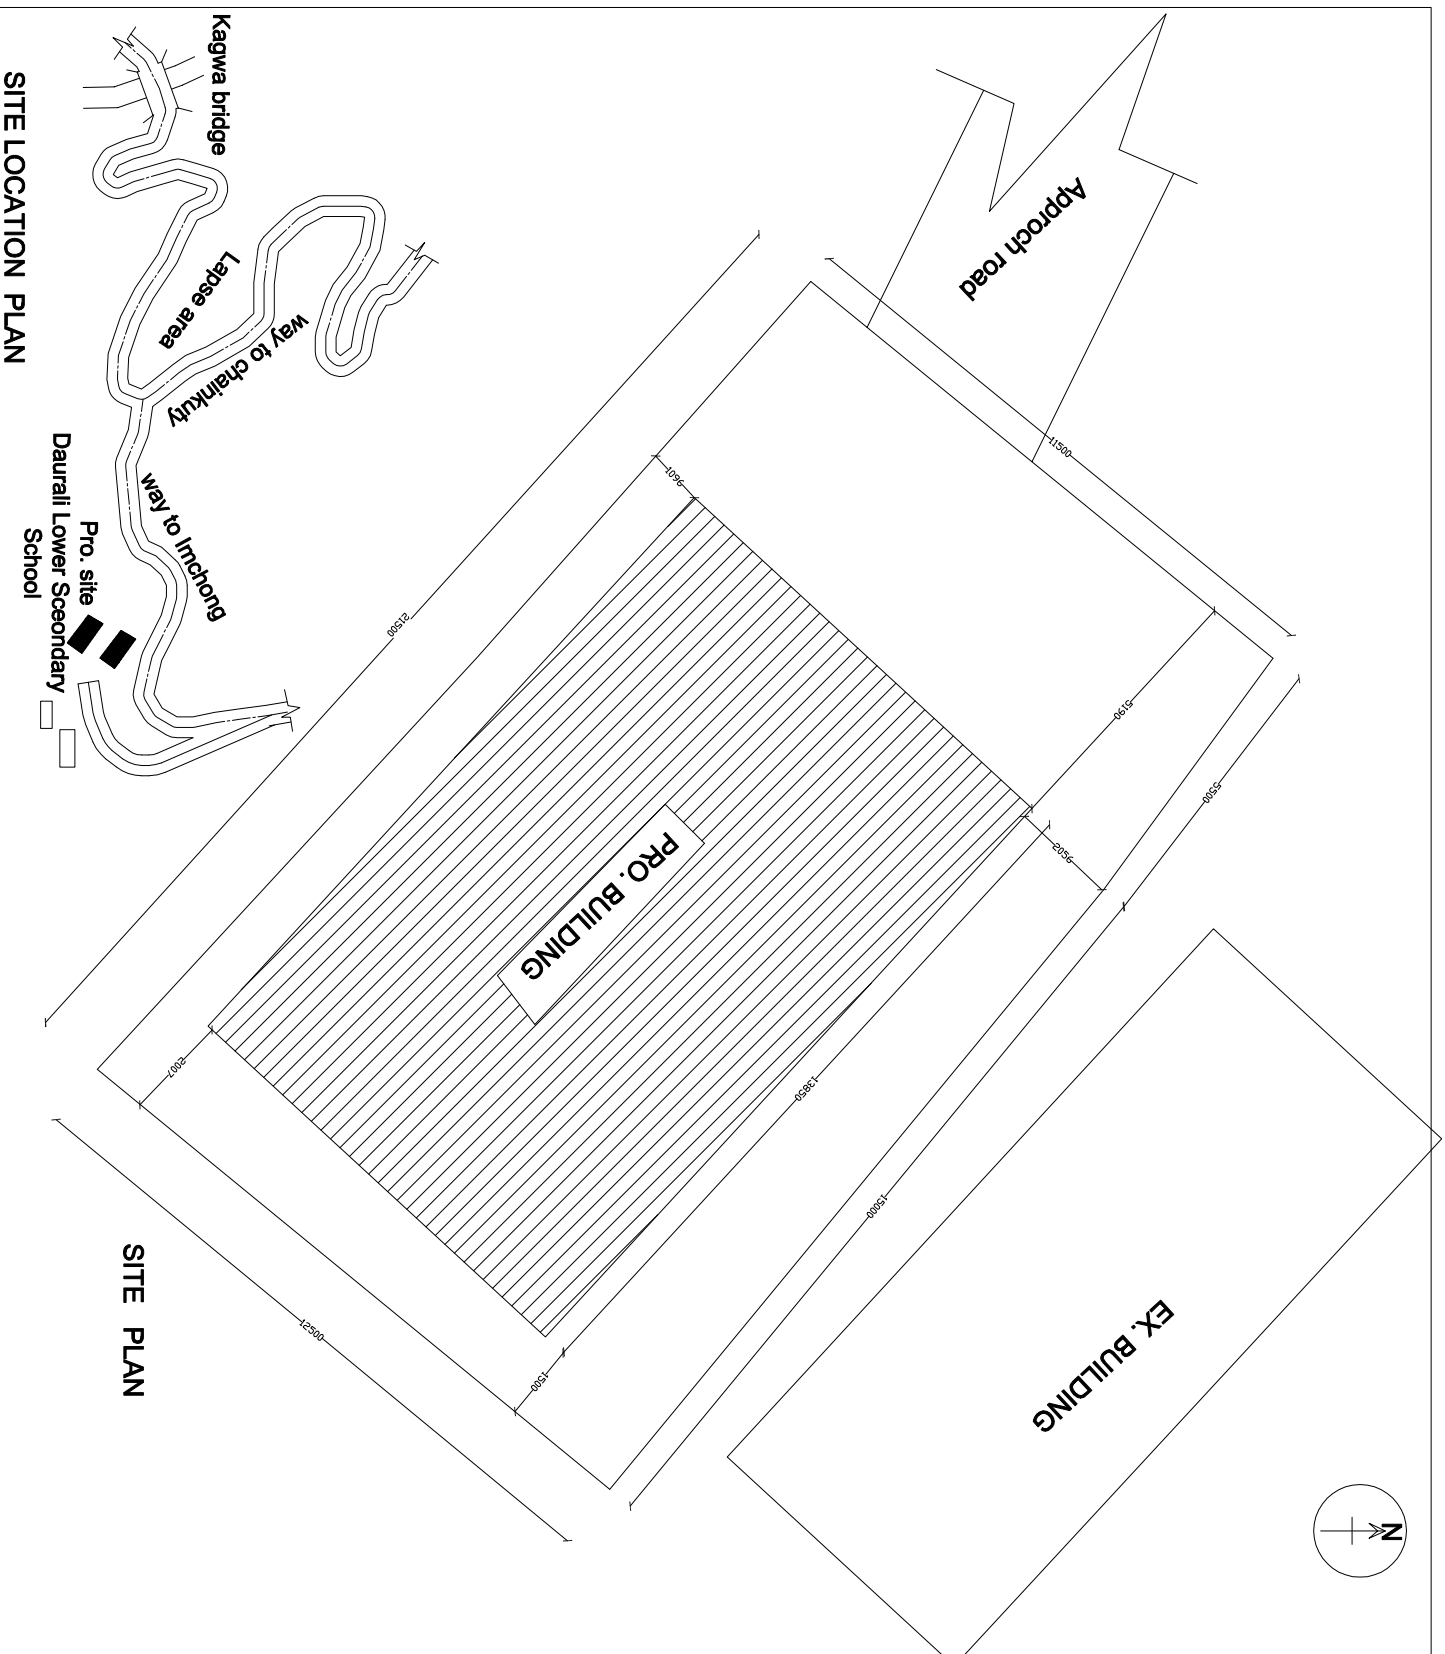 N
Approch road
EX. BUILDING
PRO. BUILDING
11500
5190
5500
2056
1096
21500
13850
15000
2007
1500
12500
SITE PLAN
Kagwa bridge
Lapse area
way to chainkuty
way to Imchong
Pro. site
Daurali Lower Sceondary
School
SITE LOCATION PLAN